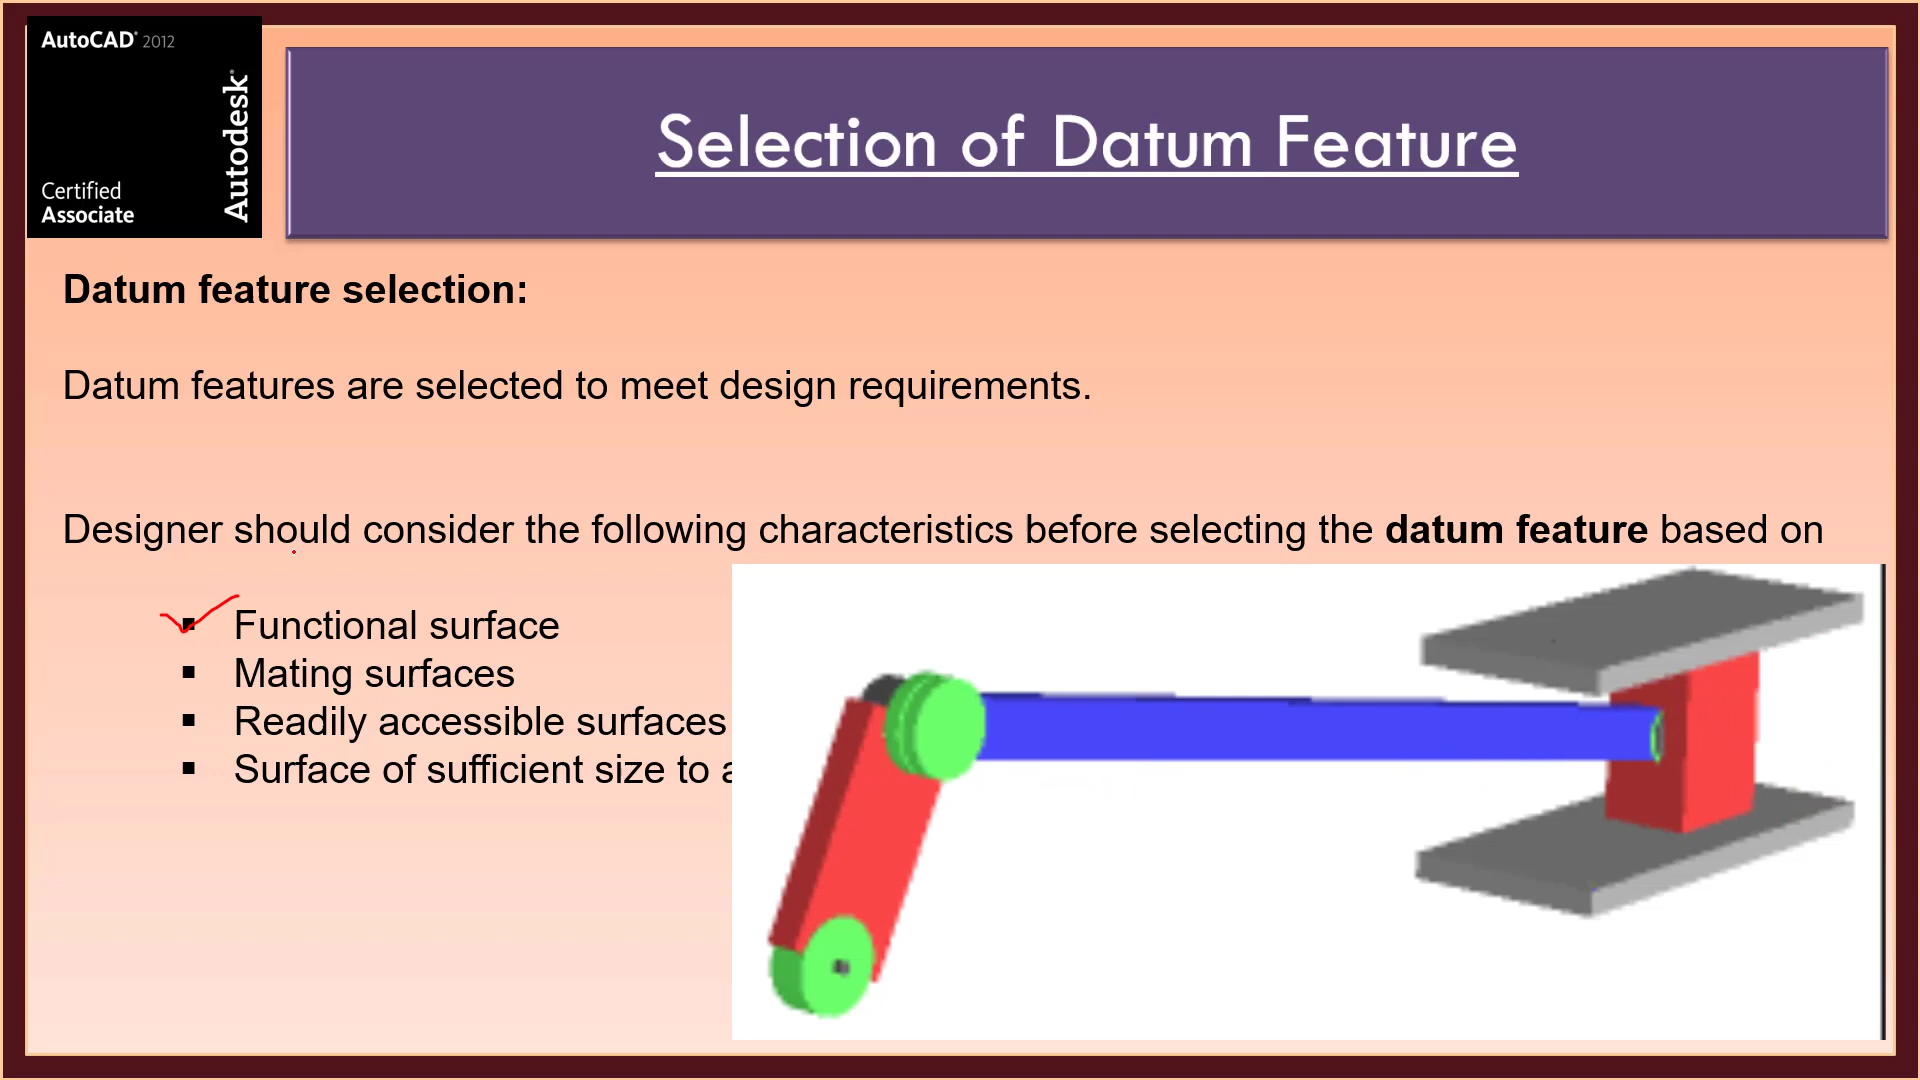 AutoCAD® 2012
Autodesk®
Certified
Associate
Selection of Datum Feature
Datum feature selection:
Datum features are selected to meet design requirements.
Designer should consider the following characteristics before selecting the datum feature based on
▪ Functional surface
▪ Mating surfaces
▪ Readily accessible surfaces
▪ Surface of sufficient size to